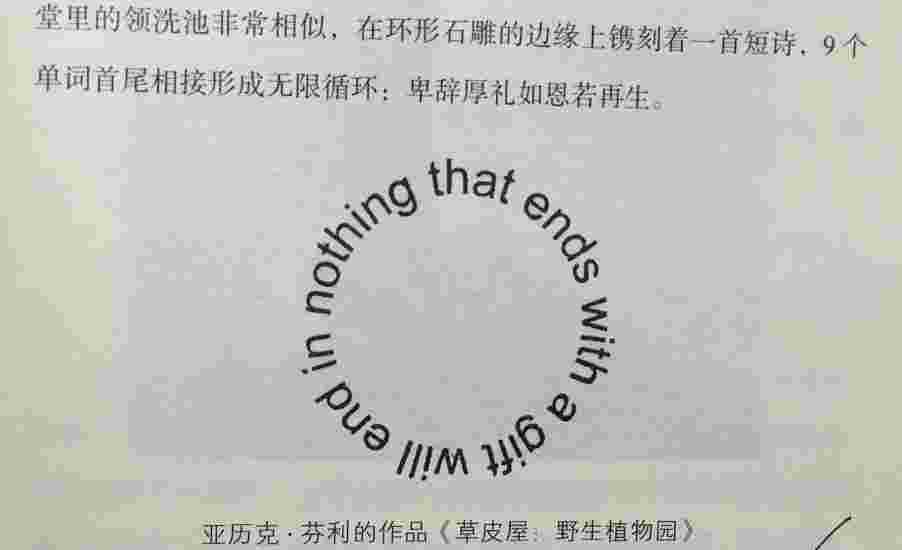 堂里的领洗池非常相似，在环形石雕的边缘上镌刻着一首短诗，9个
单词首尾相接形成无限循环：卑辞厚礼如恩若再生。
nothing that ends with a gift will end in
亚历克·芬利的作品《草皮屋：野生植物园》